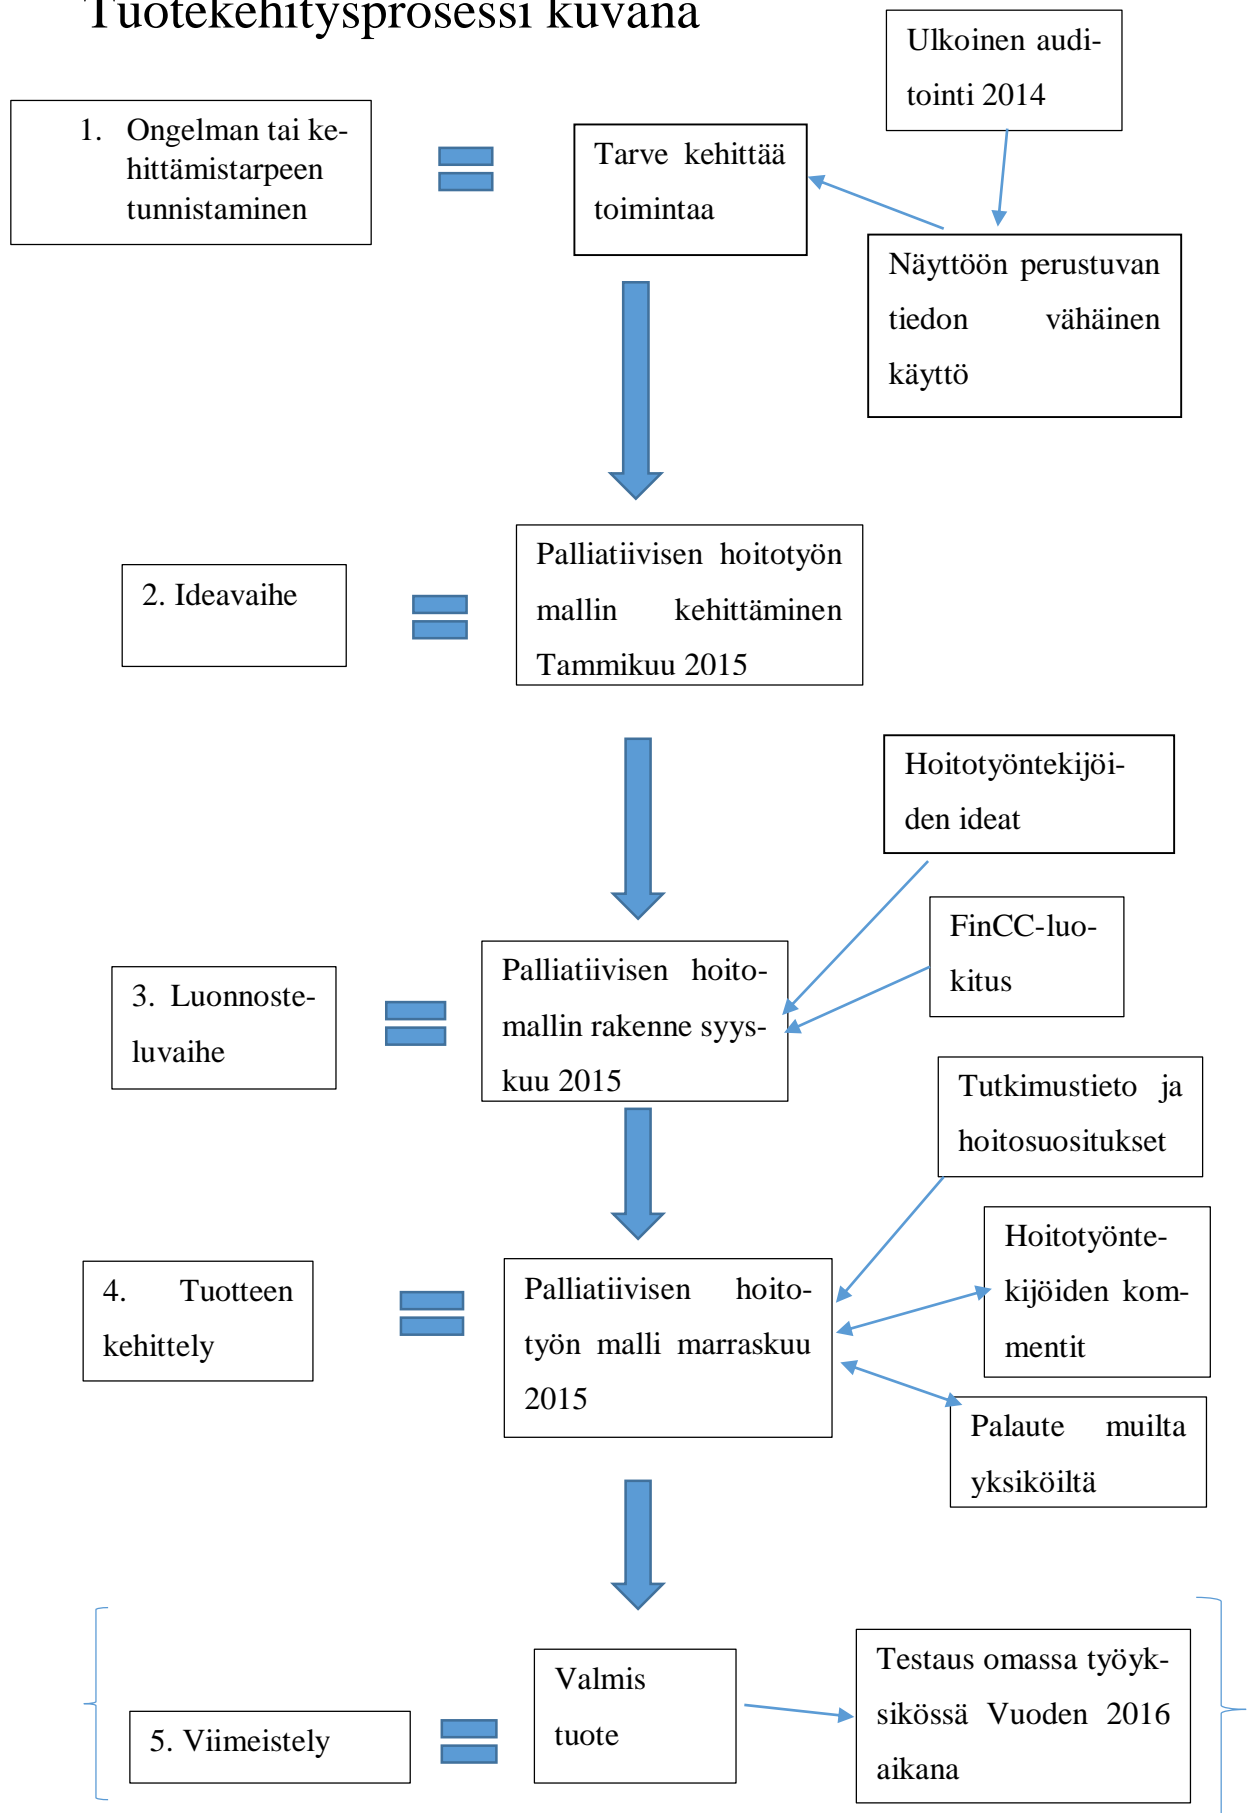 Tuotekehitysprosessi kuvana
Ulkoinen audi-
tointi 2014
1. Ongelman tai ke-
hittämistarpeen
tunnistaminen
Tarve kehittää
toimintaa
Näyttöön perustuvan
tiedon vähäinen
käyttö
2. Ideavaihe
Palliatiivisen hoitotyön
mallin kehittäminen
Tammikuu 2015
Hoitotyöntekijöi-
den ideat
FinCC-luo-
kitus
3. Luonnoste-
luvaihe
Palliatiivisen hoito-
mallin rakenne syys-
kuu 2015
Tutkimustieto ja
hoitosuositukset
Hoitotyönte-
kijöiden kom-
mentit
4. Tuotteen
kehittely
Palliatiivisen hoito-
työn malli marraskuu
2015
Palaute muilta
yksiköiltä
5. Viimeistely
Valmis
tuote
Testaus omassa työyk-
sikössä Vuoden 2016
aikana